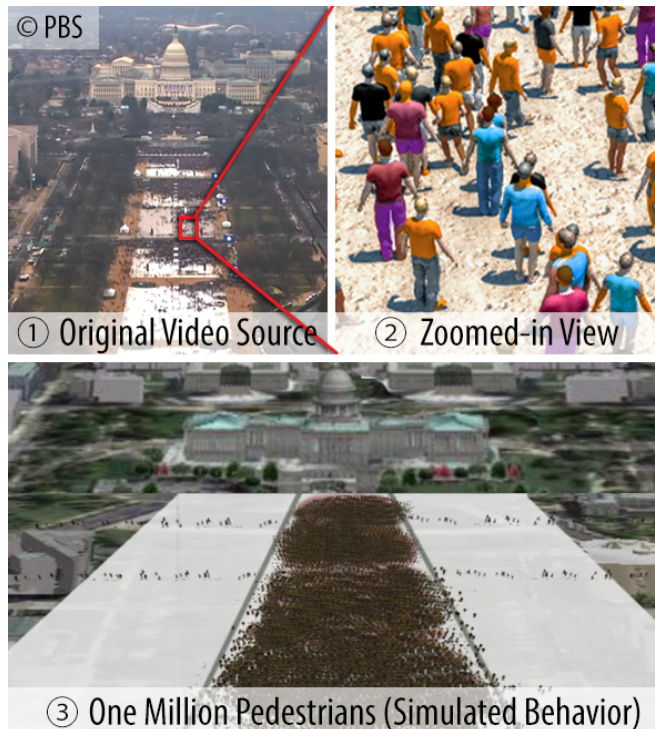 © PBS
① Original Video Source
② Zoomed-in View
③ One Million Pedestrians (Simulated Behavior)